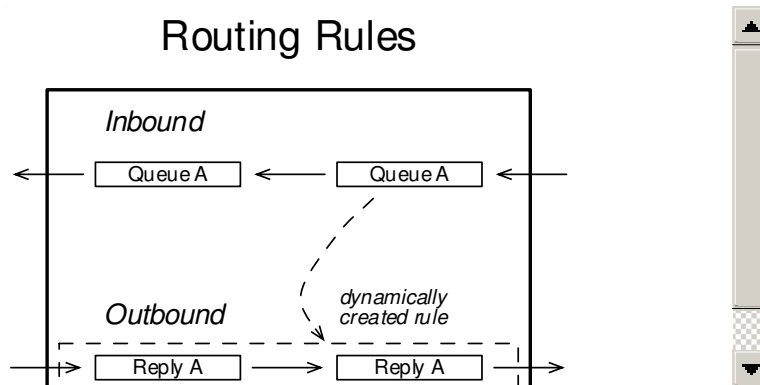 Routing Rules
Inbound
Queue A
Queue A
Outbound
dynamically
created rule
Reply A
Reply A